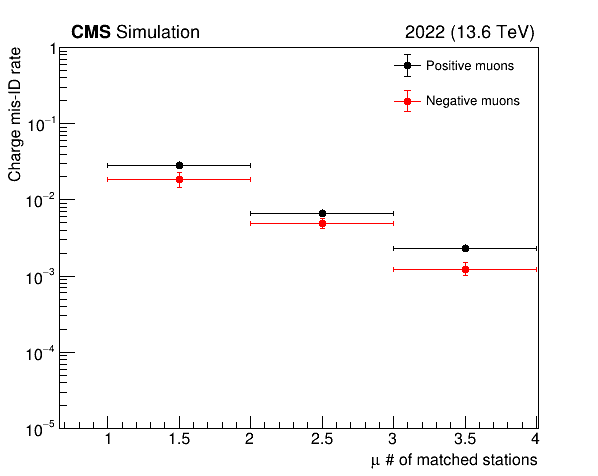 CMS Simulation 2022 (13.6 TeV)
Charge mis-ID rate
Positive muons
Negative muons
1
10⁻¹
10⁻²
10⁻³
10⁻⁴
10⁻⁵
1 1.5 2 2.5 3 3.5 4
μ # of matched stations